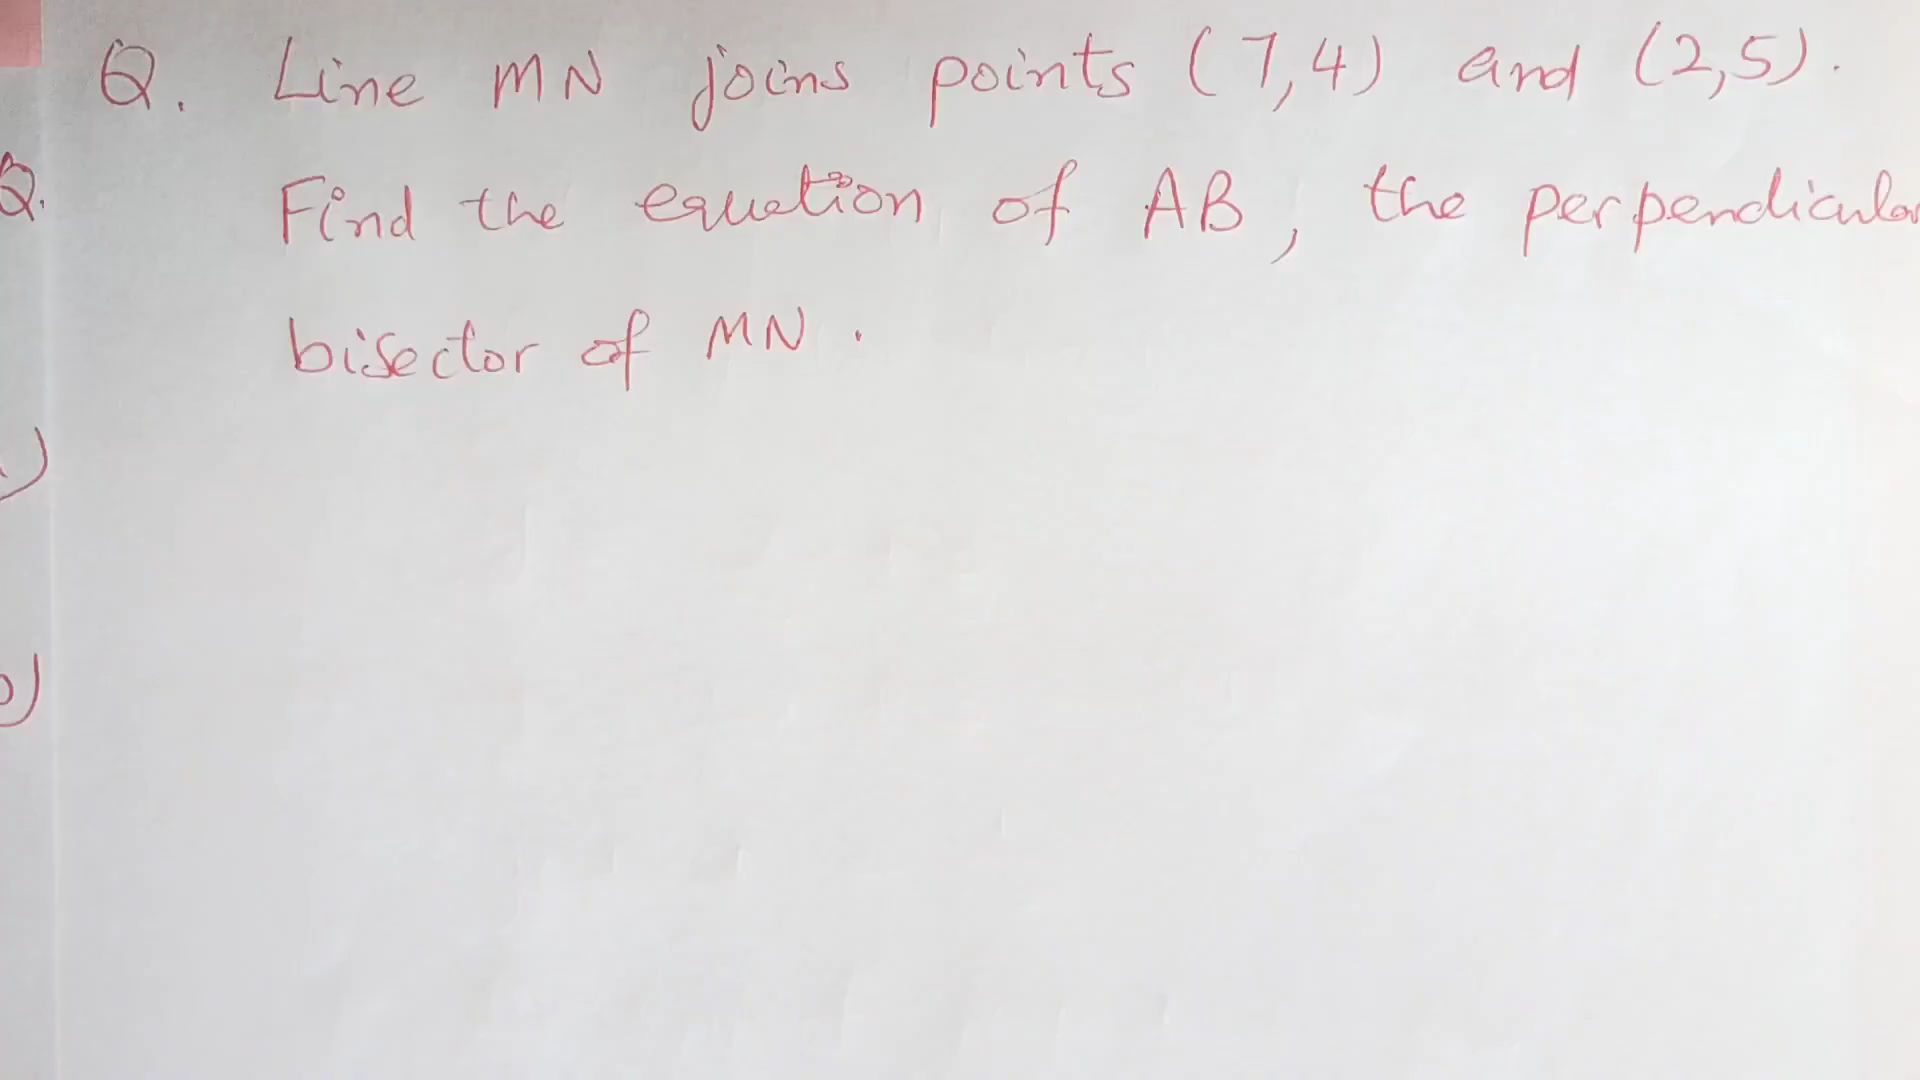 Q. Line MN joins points (7,4) and (2,5).
Q.
Find the equation of AB, the perpendicular
bisector of MN.
)
)